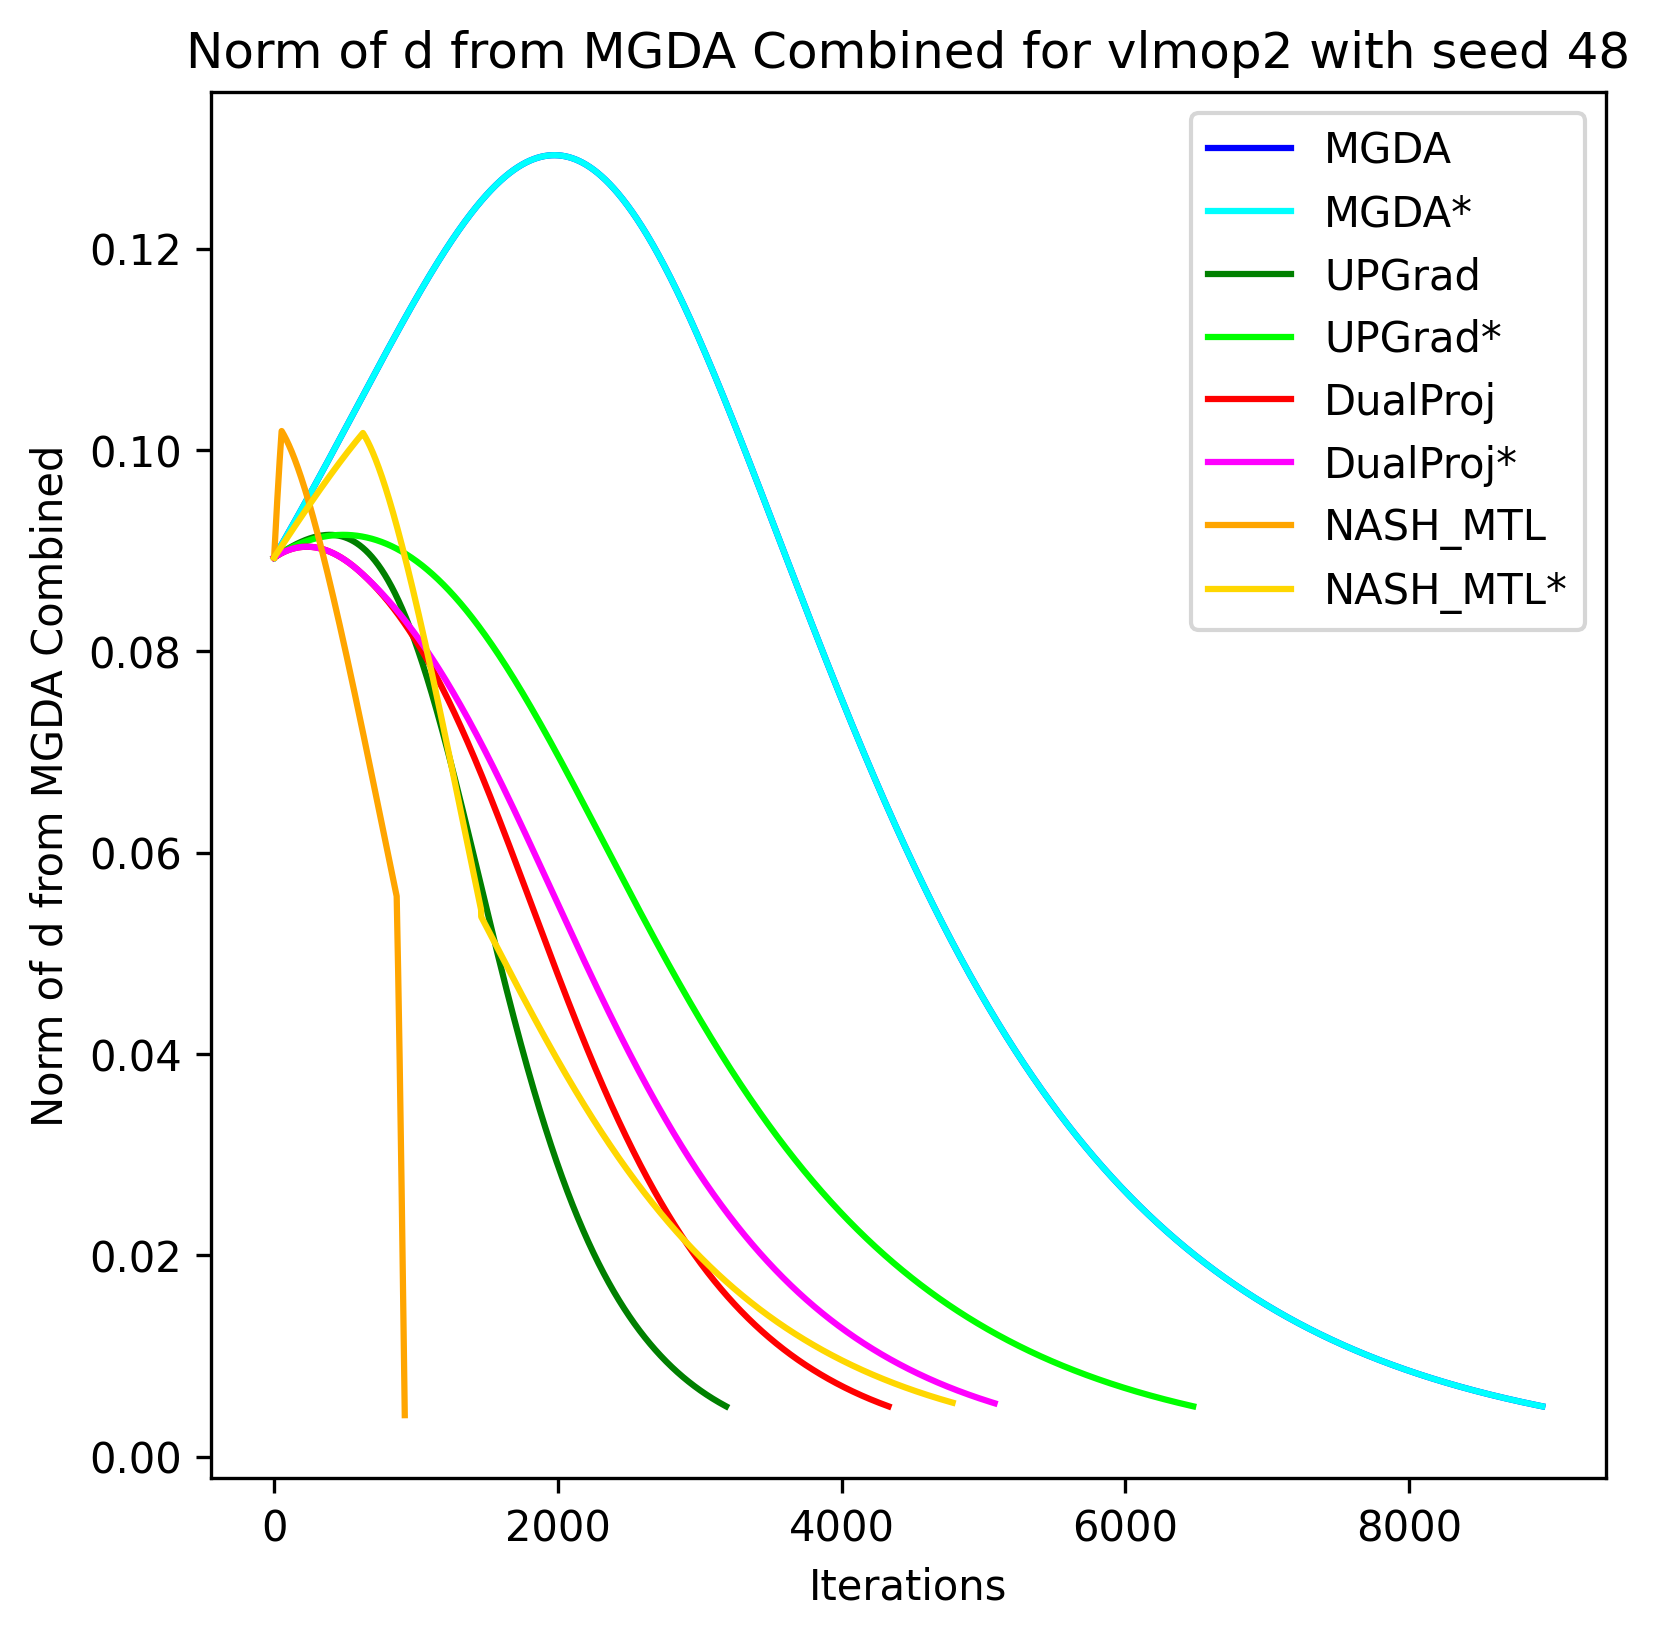 Norm of d from MGDA Combined for vlmop2 with seed 48
MGDA
MGDA*
UPGrad
UPGrad*
DualProj
DualProj*
NASH_MTL
NASH_MTL*
Norm of d from MGDA Combined
0.12
0.10
0.08
0.06
0.04
0.02
0.00
0
2000
4000
6000
8000
Iterations